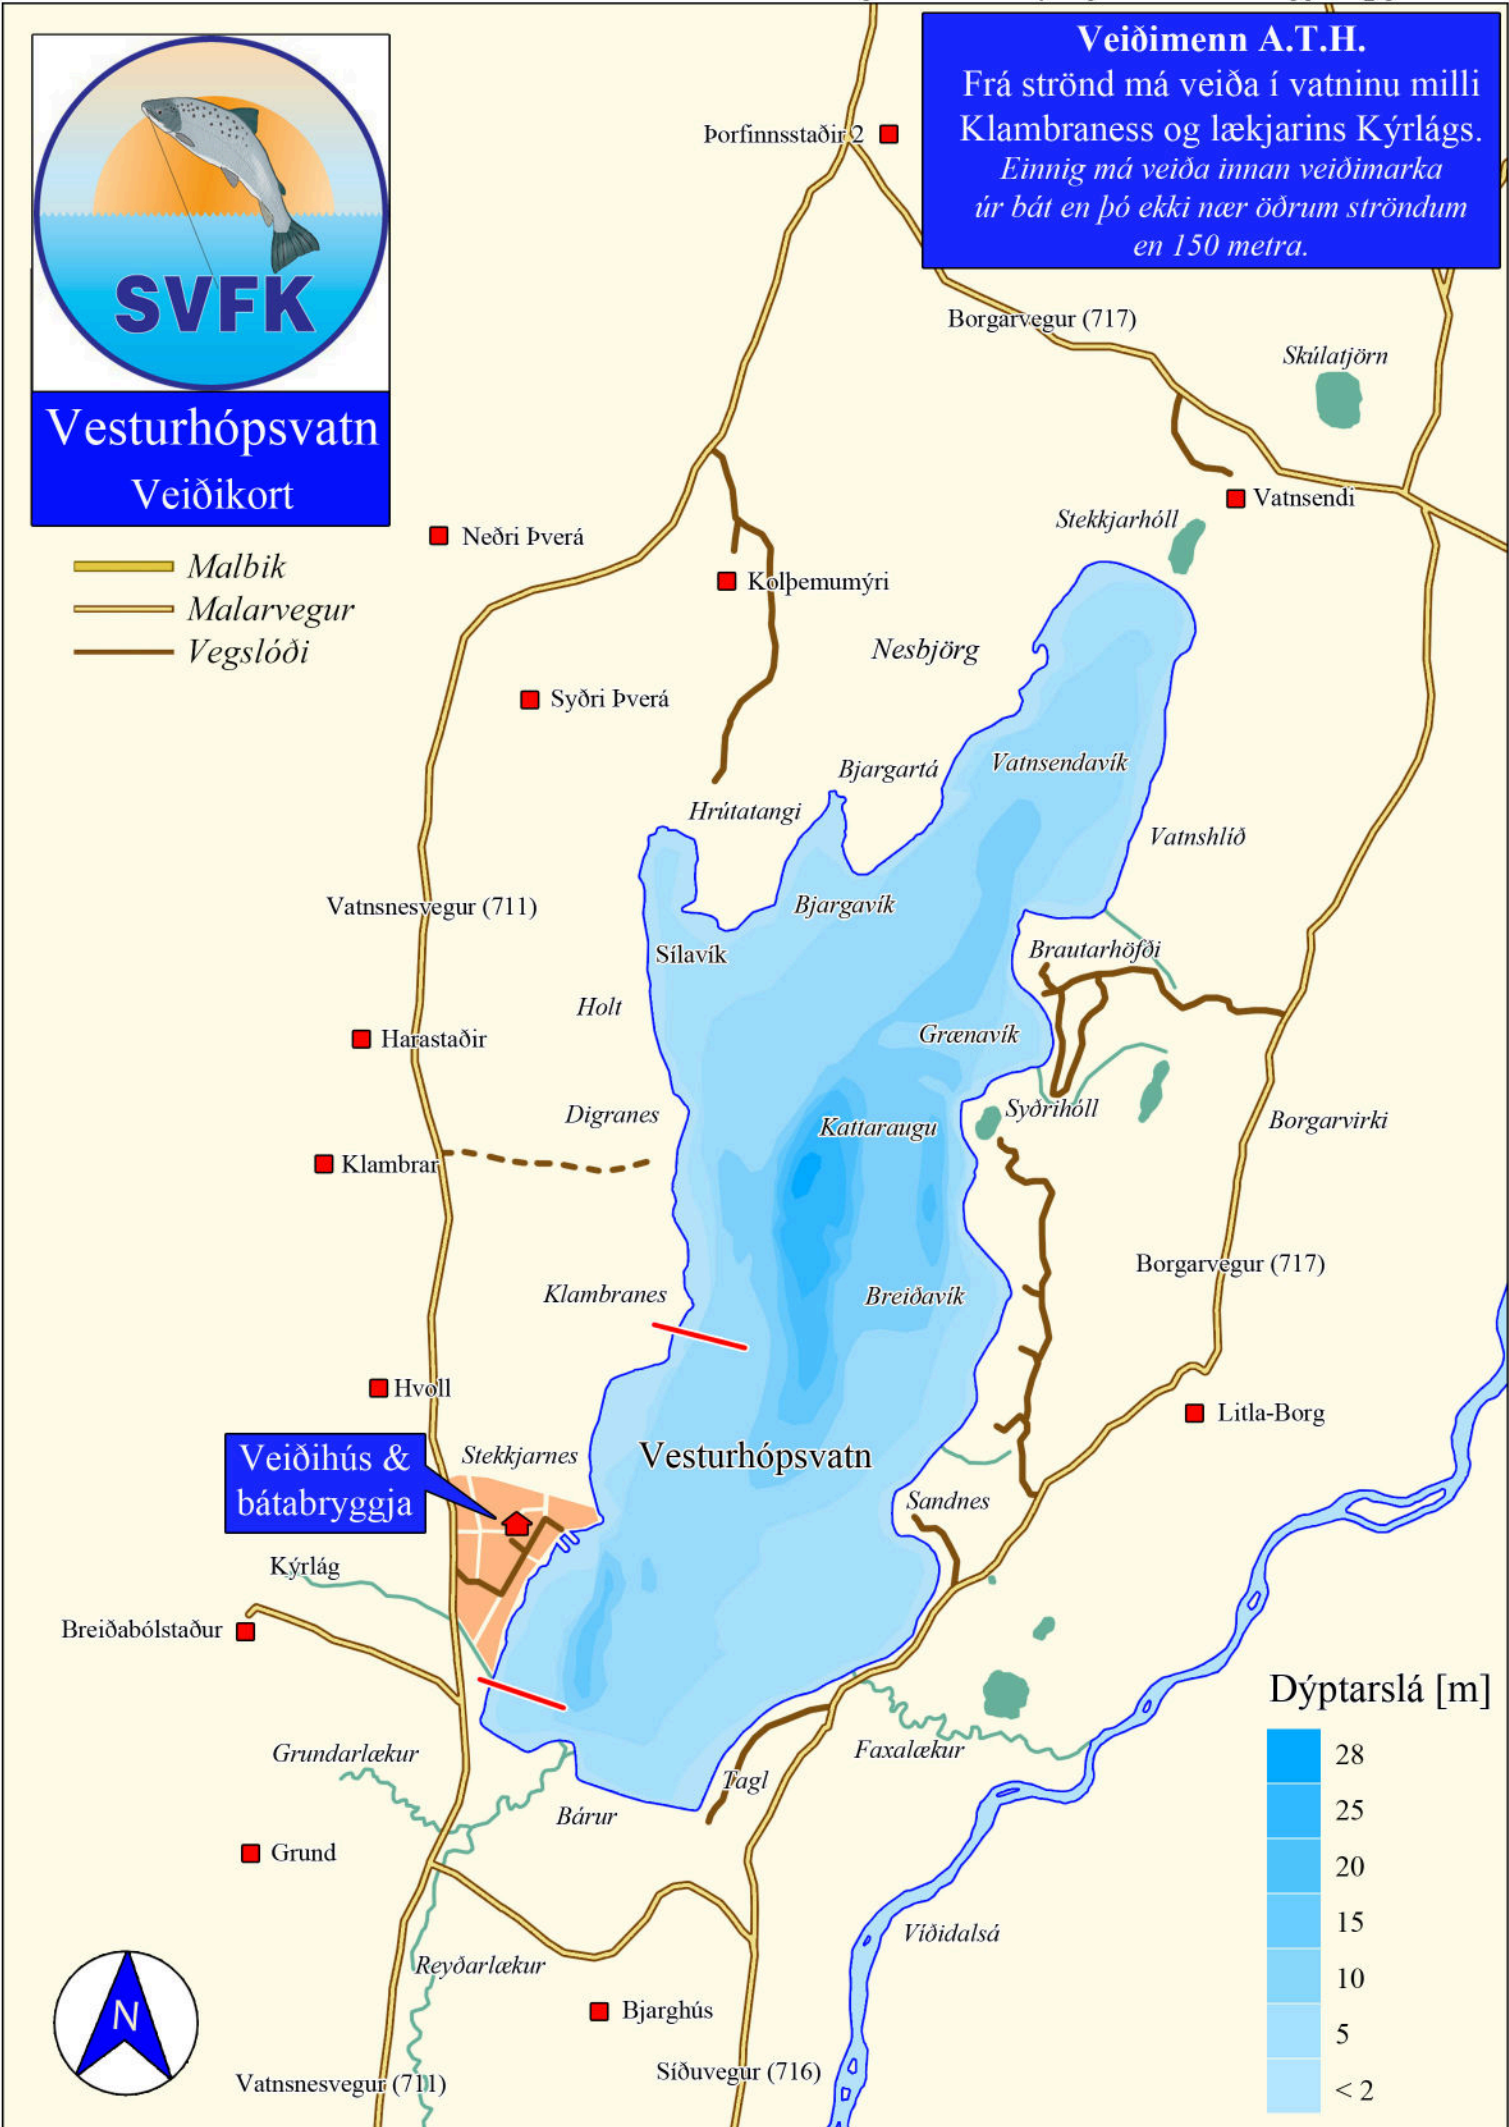 Veiðimenn A.T.H.
Frá strönd má veiða í vatninu milli
Klambraness og lækjarins Kýrlágs.
Einnig má veiða innan veiðimarka
úr bát en þó ekki nær öðrum ströndum
en 150 metra.
SVFK
Vesturhópsvatn
Veiðikort
Malbik
Malarvegur
Vegslóði
Þorfinnsstaðir 2
Borgarvegur (717)
Skúlatjörn
Vatnsendi
Stekkjarhóll
Neðri Þverá
Kolþernumýri
Nesbjörg
Syðri Þverá
Vatnsendavík
Bjargartá
Hrútatangi
Vatnshlíð
Vatnsnesvegur (711)
Bjargavík
Sílavík
Brautarhöfði
Holt
Grænavík
Harastaðir
Digranes
Kattaraugu
Syðrihóll
Borgarvirki
Klambrar
Borgarvegur (717)
Klambranes
Breiðavík
Hvoll
Litla-Borg
Veiðihús &
bátabryggja
Stekkjarnes
Vesturhópsvatn
Sandnes
Kýrlág
Breiðabólstaður
Dýptarslá [m]
28
25
20
15
10
5
< 2
Grundarlækur
Faxalækur
Tagl
Bárur
Grund
Víðidalsá
Reyðarlækur
Bjarghús
N
Vatnsnesvegur (711)
Síðuvegur (716)